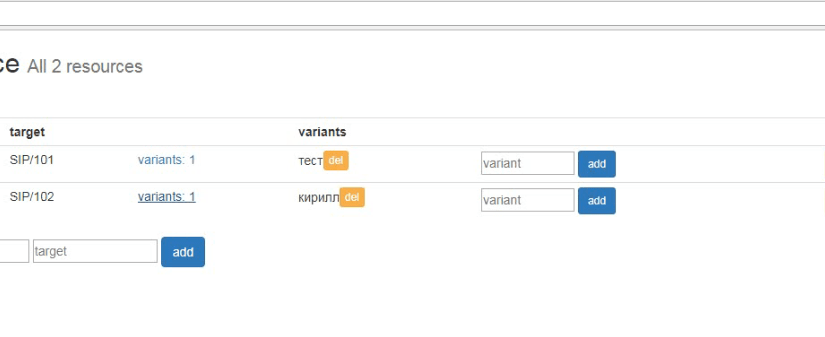 ce All 2 resources
target variants
SIP/101 variants: 1 тест del variant add
SIP/102 variants: 1 кирилл del variant add
target add